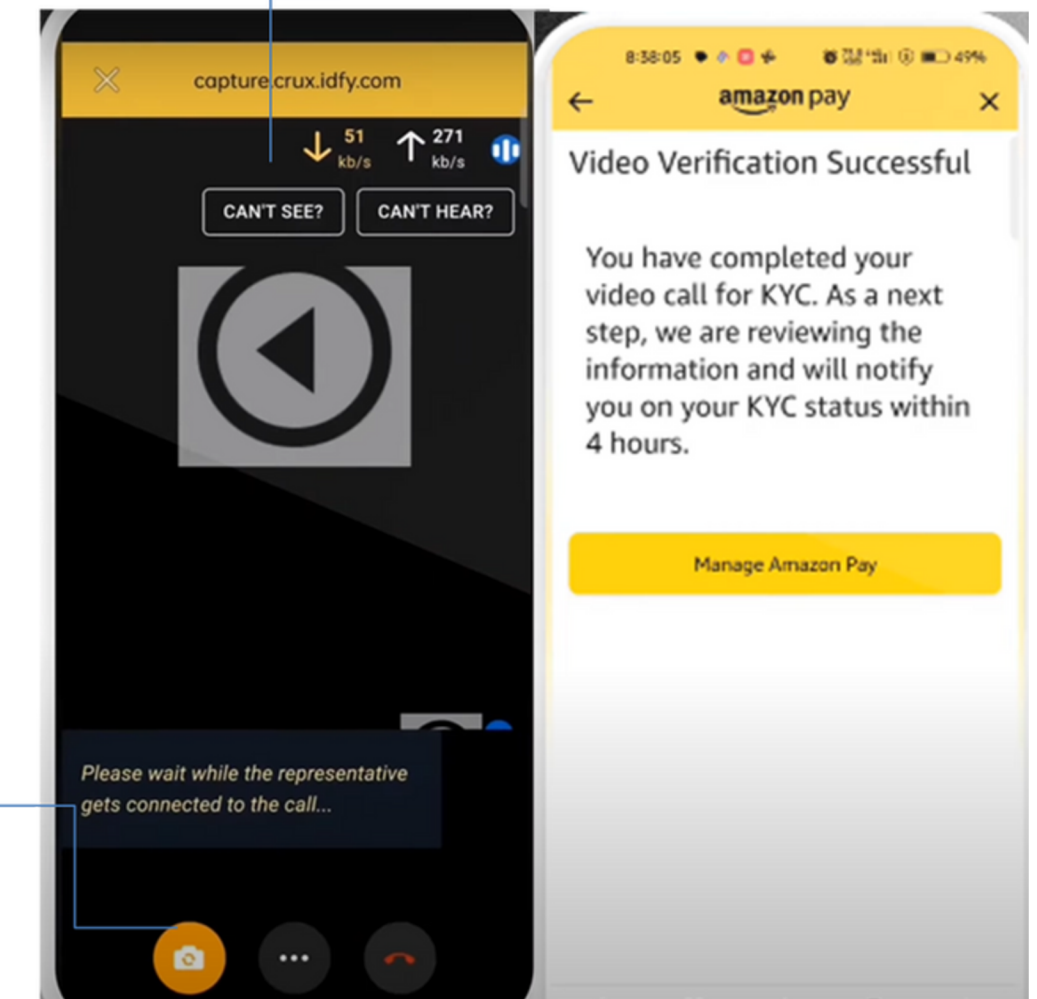 capture.crux.idfy.com
51
kb/s
271
kb/s
CAN'T SEE?
CAN'T HEAR?
Please wait while the representative
gets connected to the call...
8:38:05
49%
amazon pay
Video Verification Successful
You have completed your
video call for KYC. As a next
step, we are reviewing the
information and will notify
you on your KYC status within
4 hours.
Manage Amazon Pay